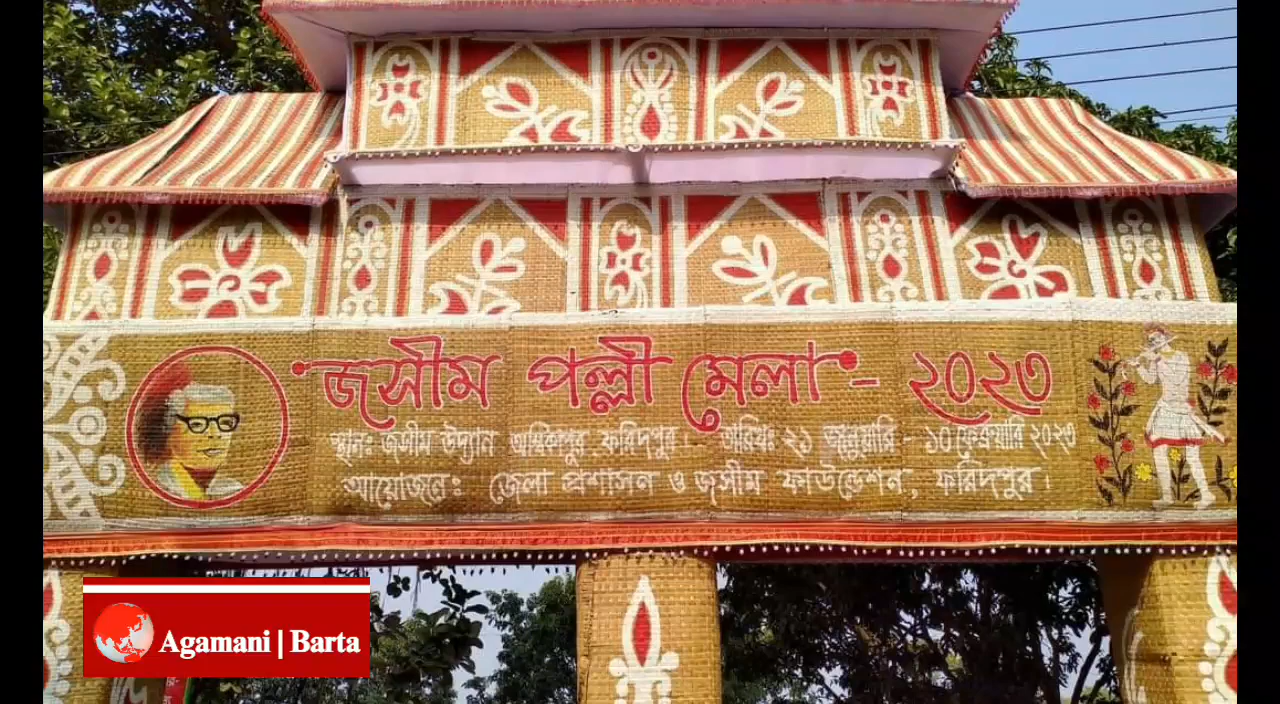 জসীম পল্লী মেলা - ২০২৩
স্থানঃ জসীম উদ্যান অম্বিকাপুর, ফরিদপুর। তারিখঃ ২১ জানুয়ারি - ১০ ফেব্রুয়ারি ২০২৩
আয়োজনেঃ জেলা প্রশাসন ও জসীম ফাউন্ডেশন, ফরিদপুর।
Agamani | Barta